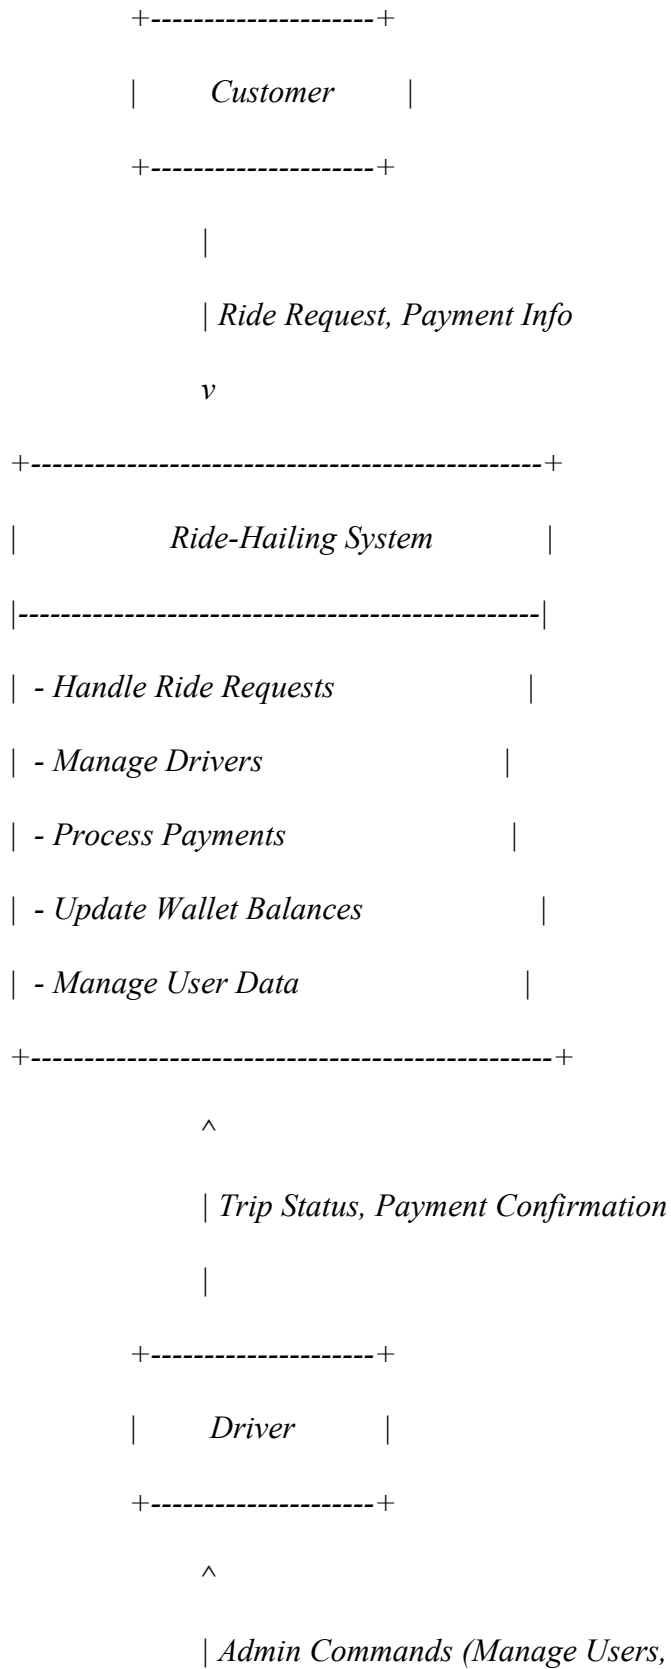 +---------------------+
| Customer |
+---------------------+
|
| Ride Request, Payment Info
v
+------------------------------------------------+
| Ride-Hailing System |
|-------------------------------------------------|
| - Handle Ride Requests |
| - Manage Drivers |
| - Process Payments |
| - Update Wallet Balances |
| - Manage User Data |
+-------------------------------------------------+
^
| Trip Status, Payment Confirmation
|
+---------------------+
| Driver |
+---------------------+
^
| Admin Commands (Manage Users,